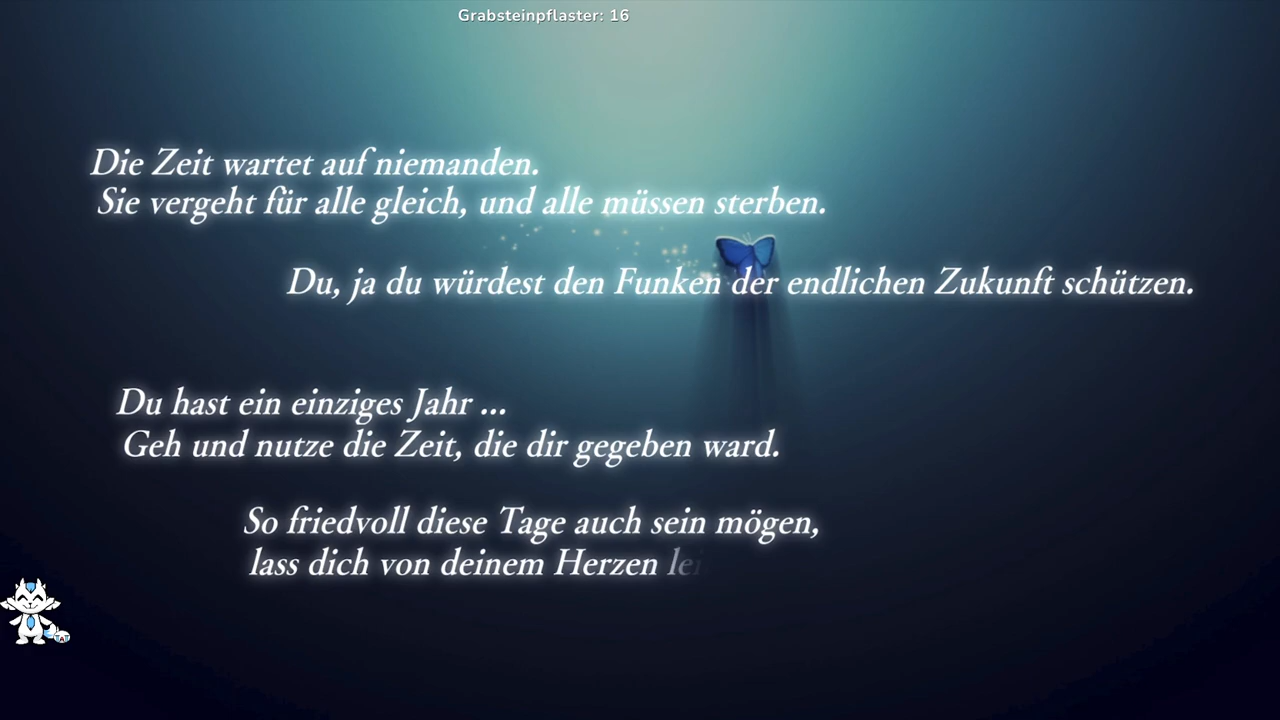 Grabsteinpflaster: 16
Die Zeit wartet auf niemanden.
Sie vergeht für alle gleich, und alle müssen sterben.
Du, ja du würdest den Funken der endlichen Zukunft schützen.
Du hast ein einziges Jahr ...
Geh und nutze die Zeit, die dir gegeben ward.
So friedvoll diese Tage auch sein mögen,
lass dich von deinem Herzen